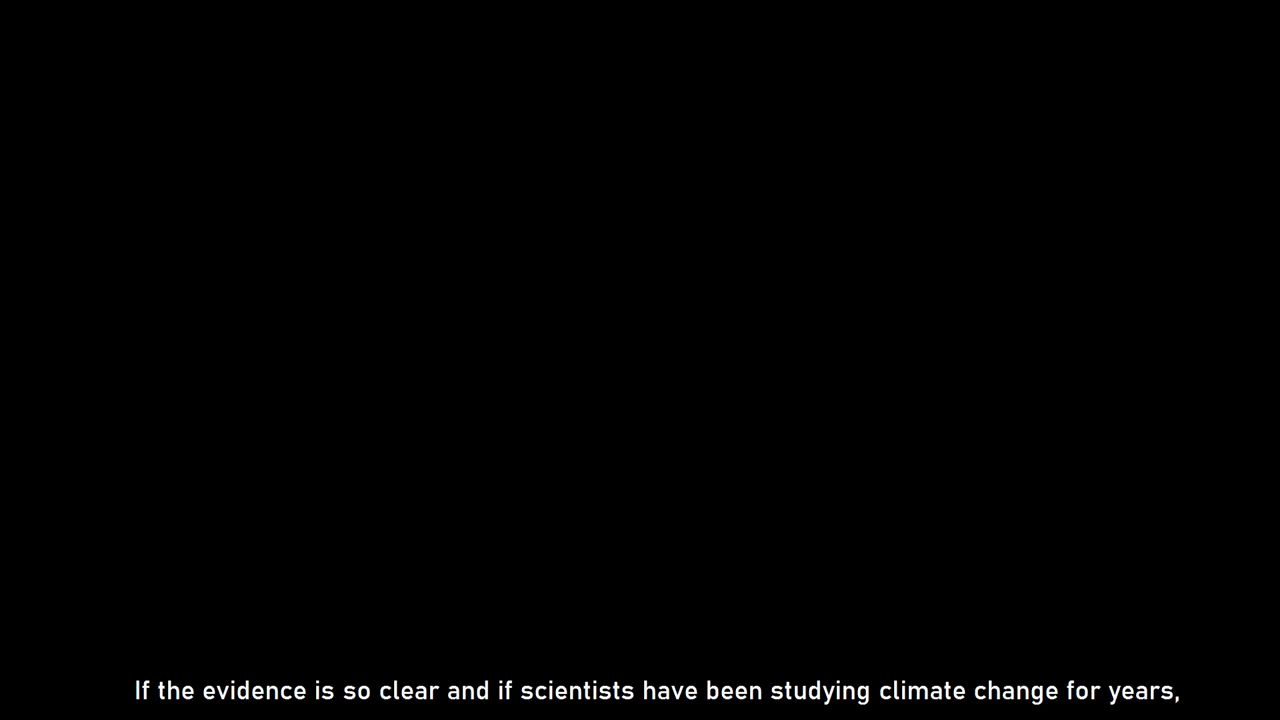 If the evidence is so clear and if scientists have been studying climate change for years,